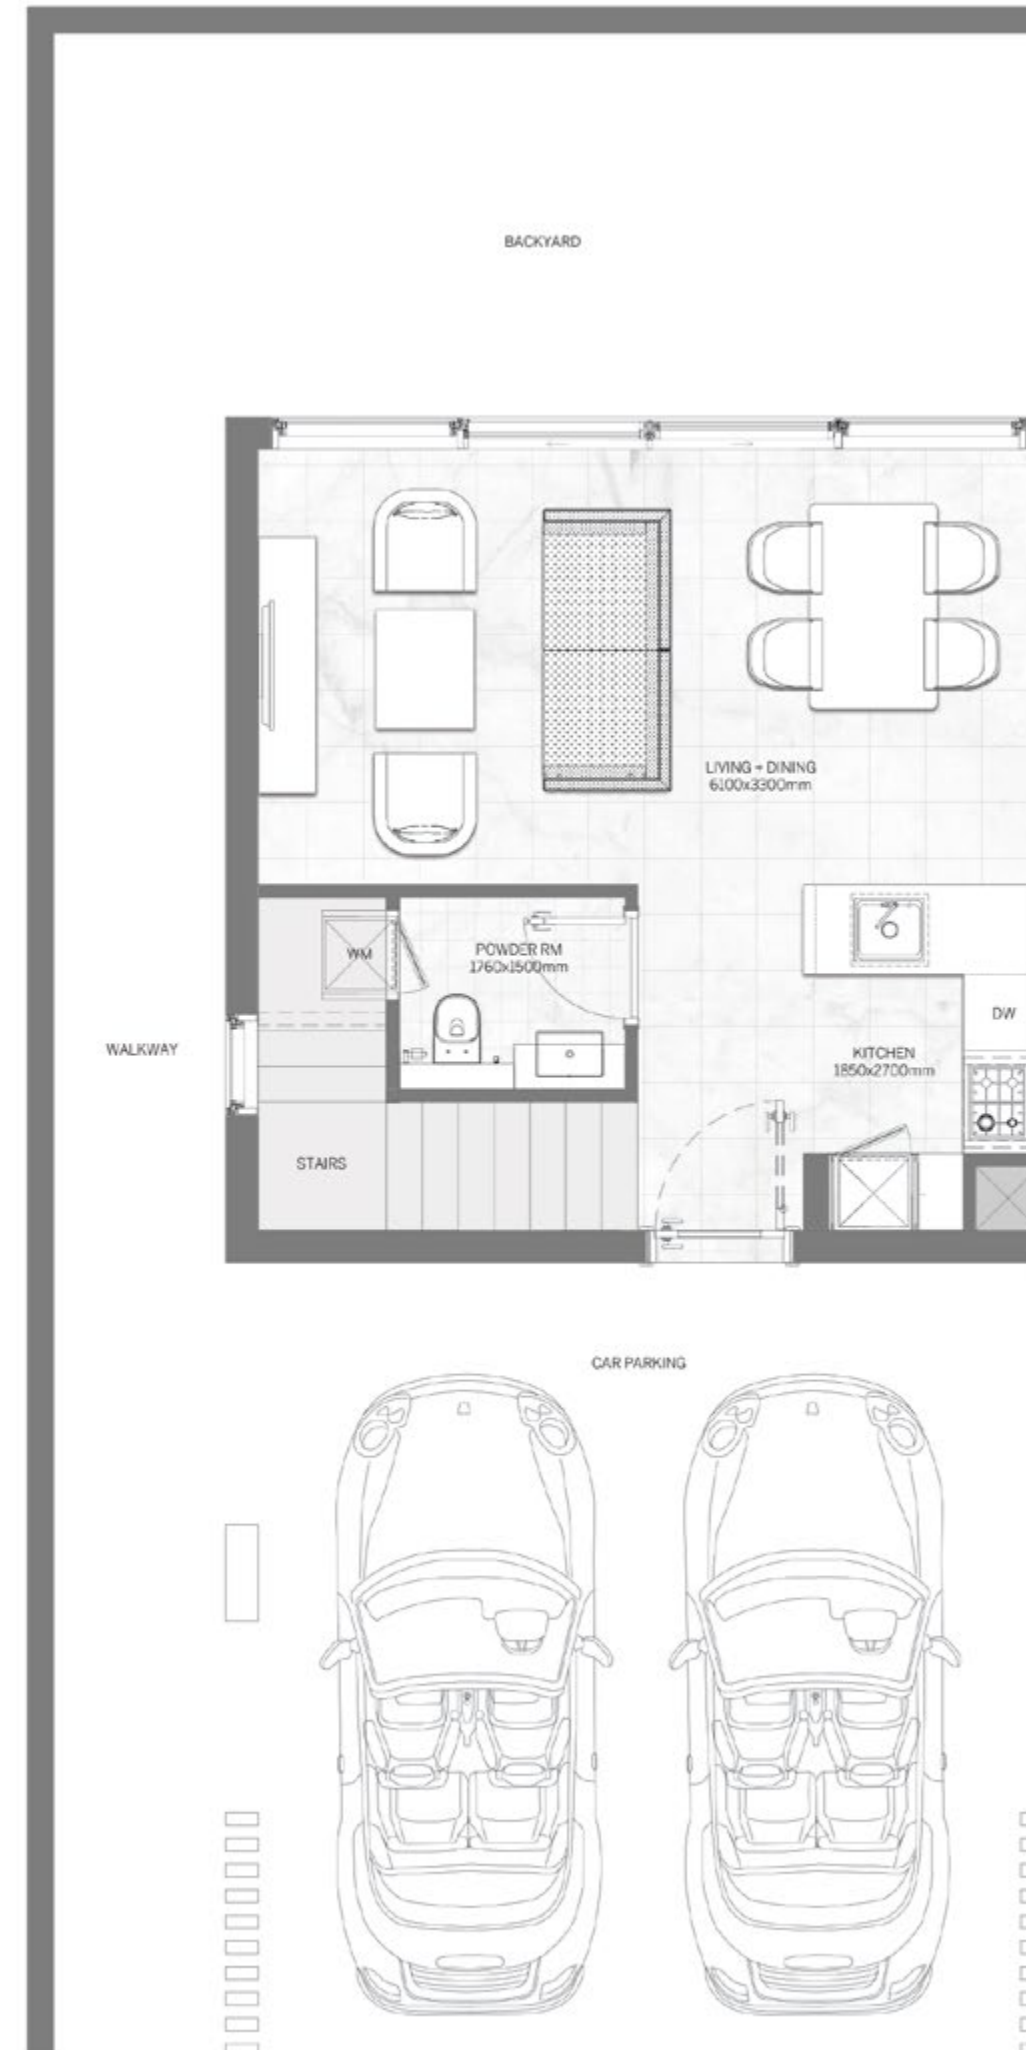 BACKYARD
LIVING + DINING
6100x3300mm
WM
POWDER RM
1760x1500mm
DW
WALKWAY
KITCHEN
1850x2700mm
STAIRS
CAR PARKING